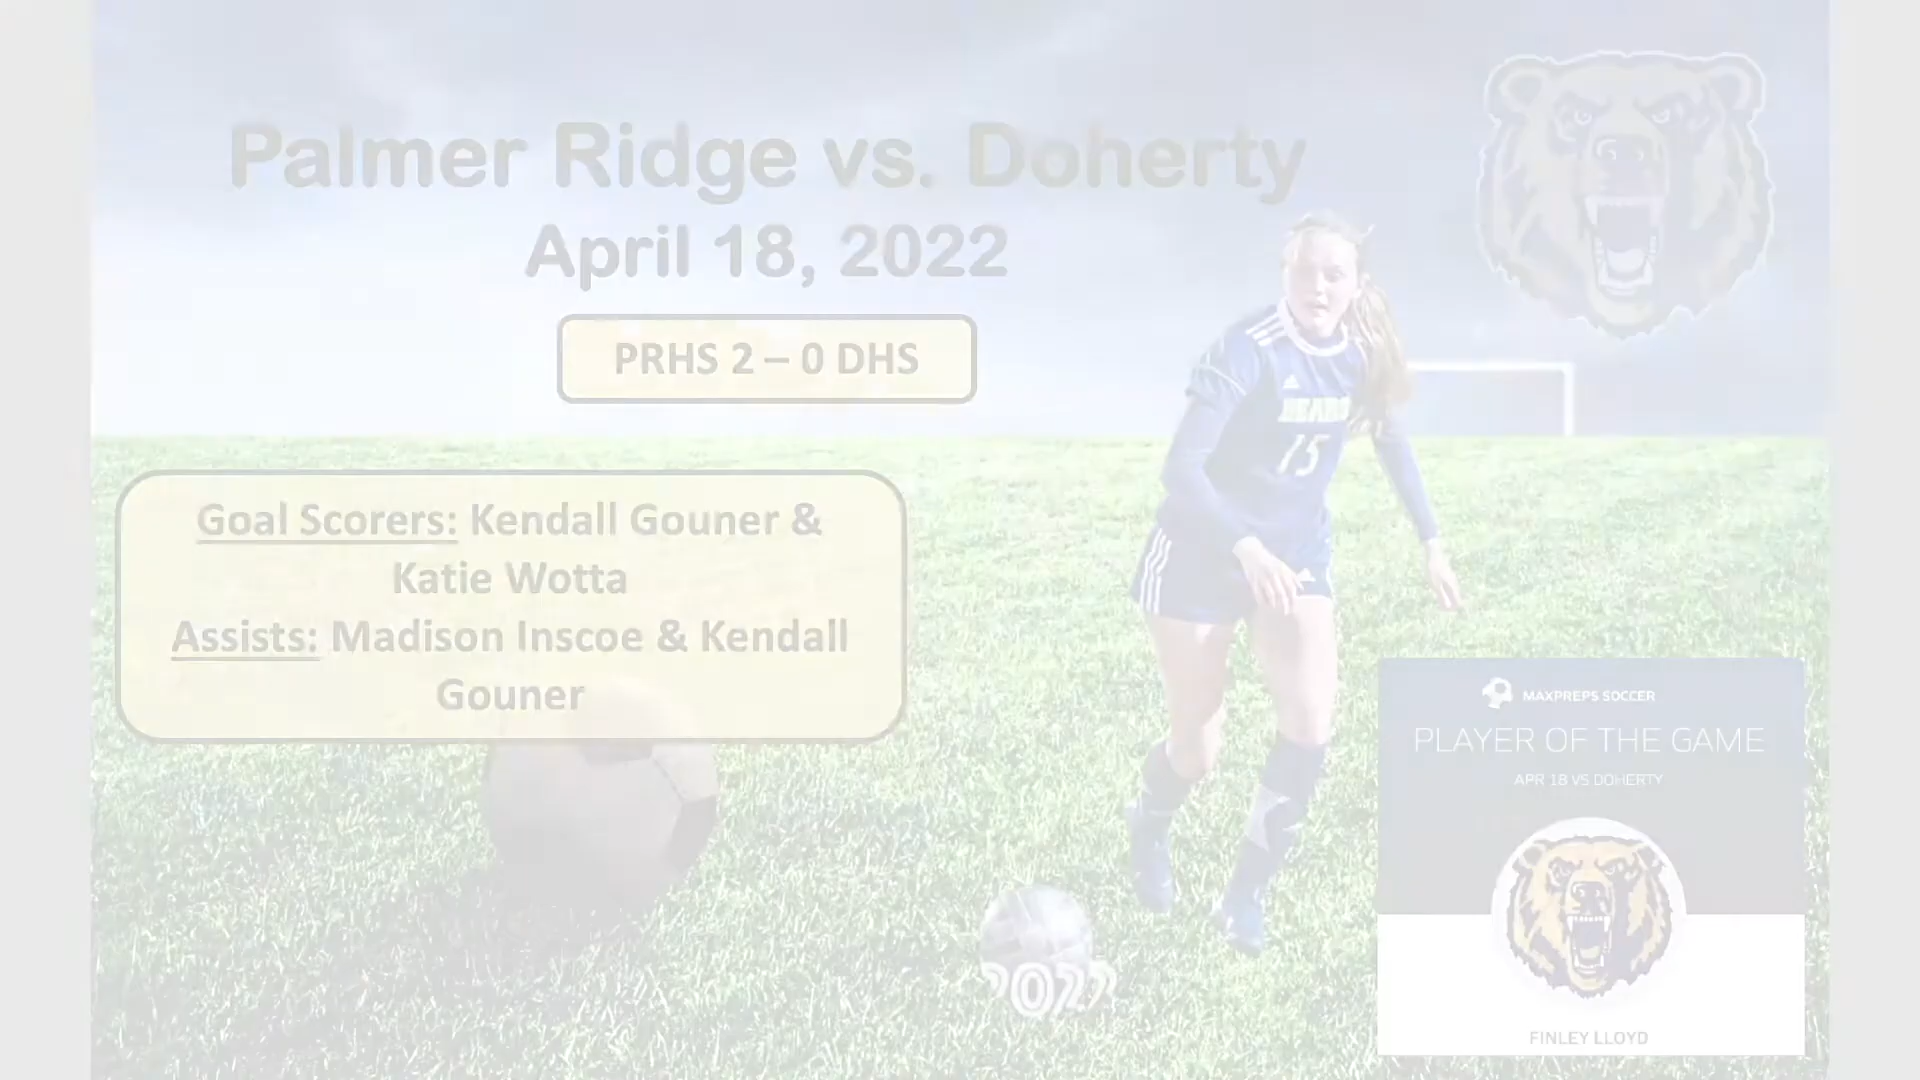 Palmer Ridge vs. Doherty
April 18, 2022
PRHS 2 – 0 DHS
BEARS
15
Goal Scorers: Kendall Gouner &
Katie Wotta
Assists: Madison Inscoe & Kendall
Gouner
MAXPREPS SOCCER
PLAYER OF THE GAME
APR 18 VS DOHERTY
FINLEY LLOYD
2022